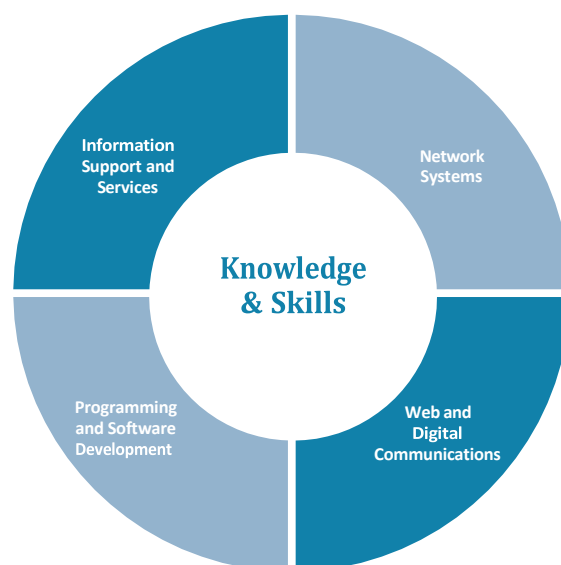 Information
Support and
Services
Network
Systems
Knowledge
& Skills
Programming
and Software
Development
Web and
Digital
Communications